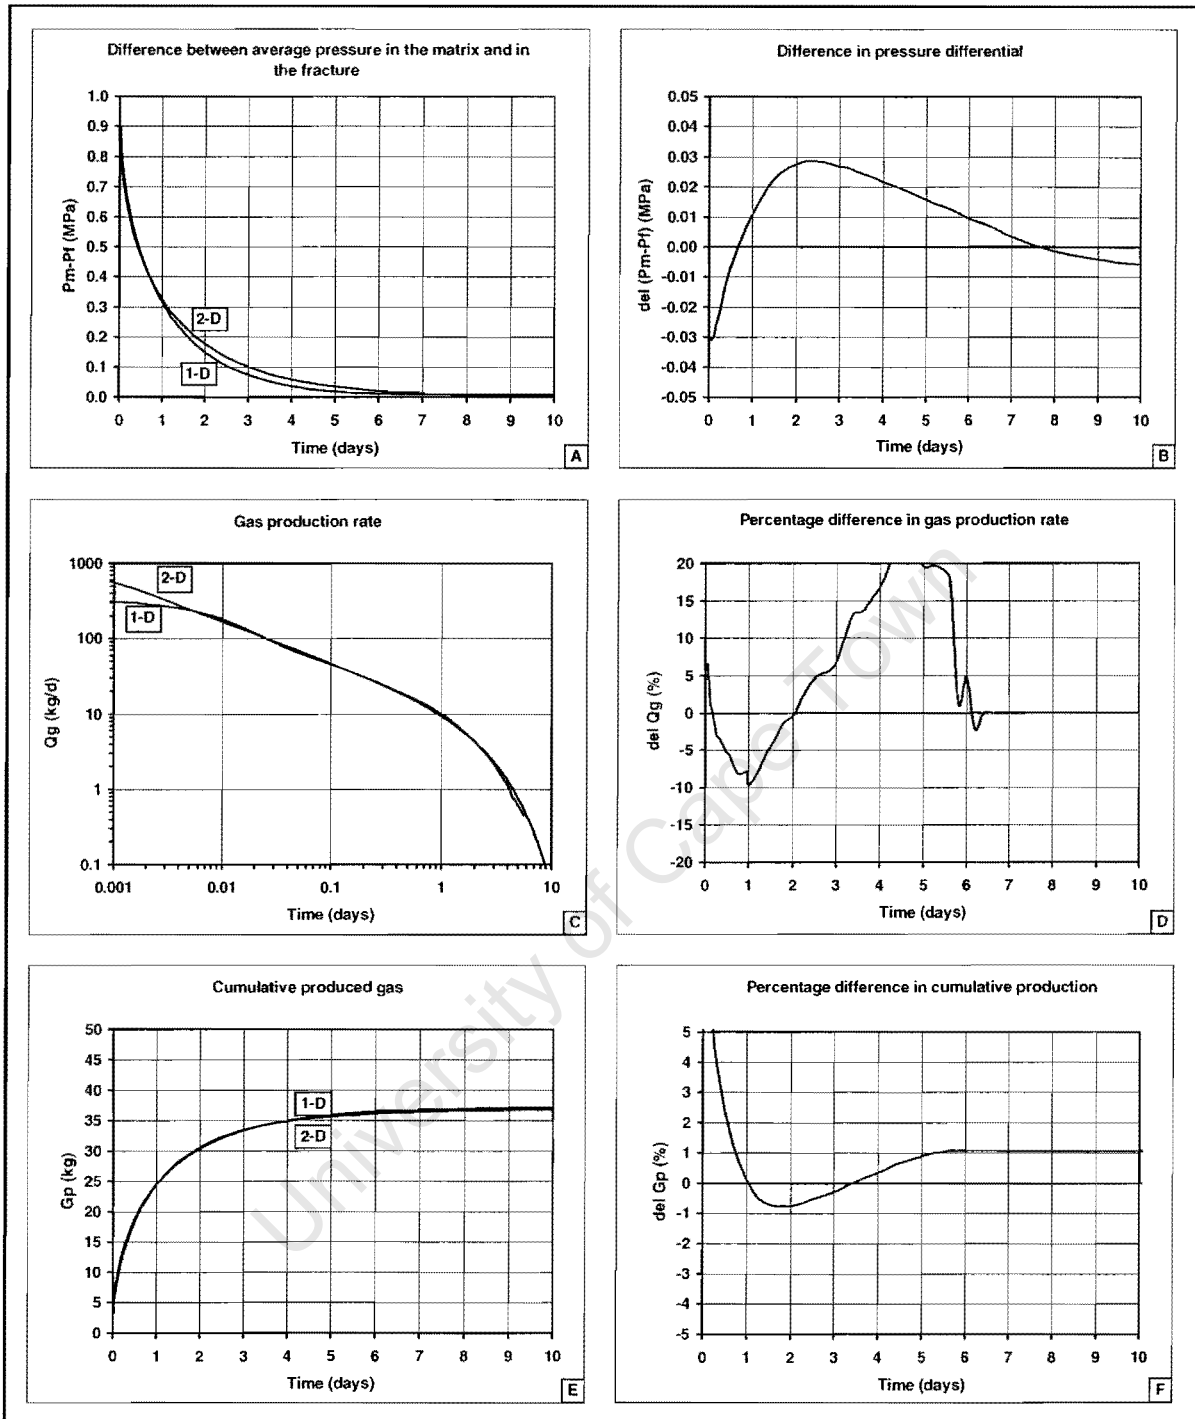 Difference between average pressure in the matrix and in
the fracture
Pm-Pf (MPa)
1.0
0.9
0.8
0.7
0.6
0.5
0.4
0.3
0.2
0.1
0.0
2-D
1-D
0 1 2 3 4 5 6 7 8 9 10
Time (days)
A
Difference in pressure differential
del (Pm-Pf) (MPa)
0.05
0.04
0.03
0.02
0.01
0.00
-0.01
-0.02
-0.03
-0.04
-0.05
0 1 2 3 4 5 6 7 8 9 10
Time (days)
B
Gas production rate
Qg (kg/d)
1000
100
10
1
0.1
2-D
1-D
0.001 0.01 0.1 1 10
Time (days)
C
Percentage difference in gas production rate
del Qg (%)
20
15
10
5
0
-5
-10
-15
-20
0 1 2 3 4 5 6 7 8 9 10
Time (days)
D
Cumulative produced gas
Gp (kg)
50
45
40
35
30
25
20
15
10
5
0
1-D
2-D
0 1 2 3 4 5 6 7 8 9 10
Time (days)
E
Percentage difference in cumulative production
del Gp (%)
5
4
3
2
1
0
-1
-2
-3
-4
-5
0 1 2 3 4 5 6 7 8 9 10
Time (days)
F
University of Cape Town